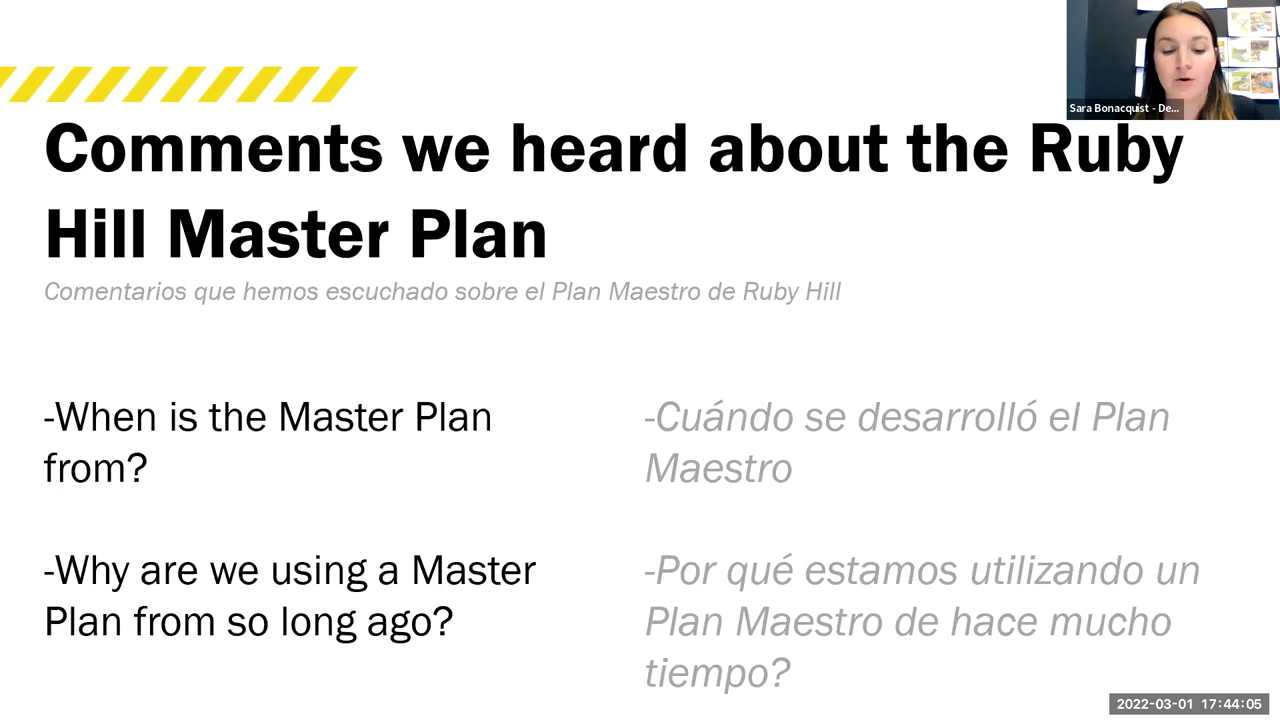 Sara Bonacquist - De...
Comments we heard about the Ruby
Hill Master Plan
Comentarios que hemos escuchado sobre el Plan Maestro de Ruby Hill
-When is the Master Plan
from?
-Why are we using a Master
Plan from so long ago?
-Cuándo se desarrolló el Plan
Maestro
-Por qué estamos utilizando un
Plan Maestro de hace mucho
tiempo?
2022-03-01 17:44:05